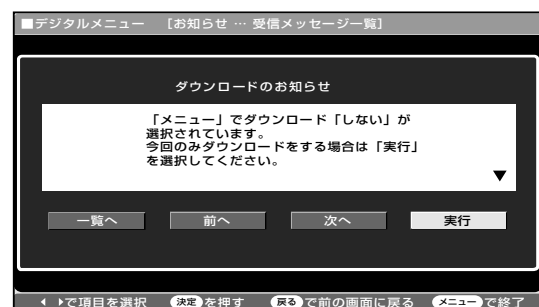 ■デジタルメニュー [お知らせ … 受信メッセージ一覧]
ダウンロードのお知らせ
「メニュー」でダウンロード「しない」が
選択されています。
今回のみダウンロードをする場合は「実行」
を選択してください。
▼
一覧へ 前へ 次へ 実行
で項目を選択 決定を押す 戻るで前の画面に戻る メニューで終了